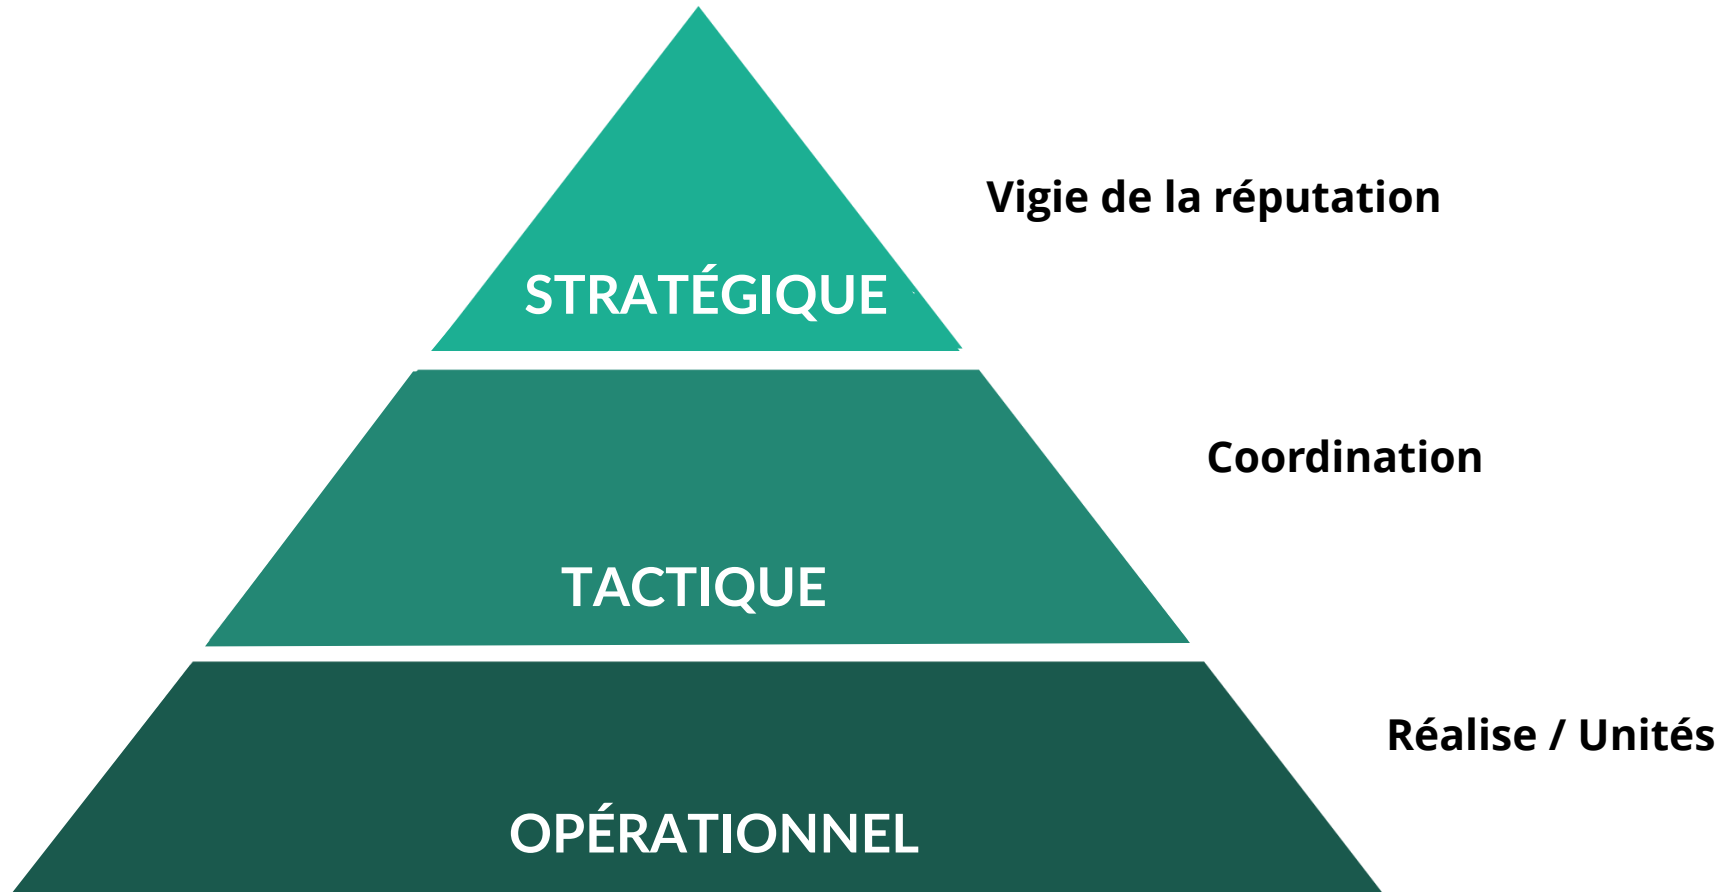 Vigie de la réputation
STRATÉGIQUE
Coordination
TACTIQUE
Réalise / Unités
OPÉRATIONNEL